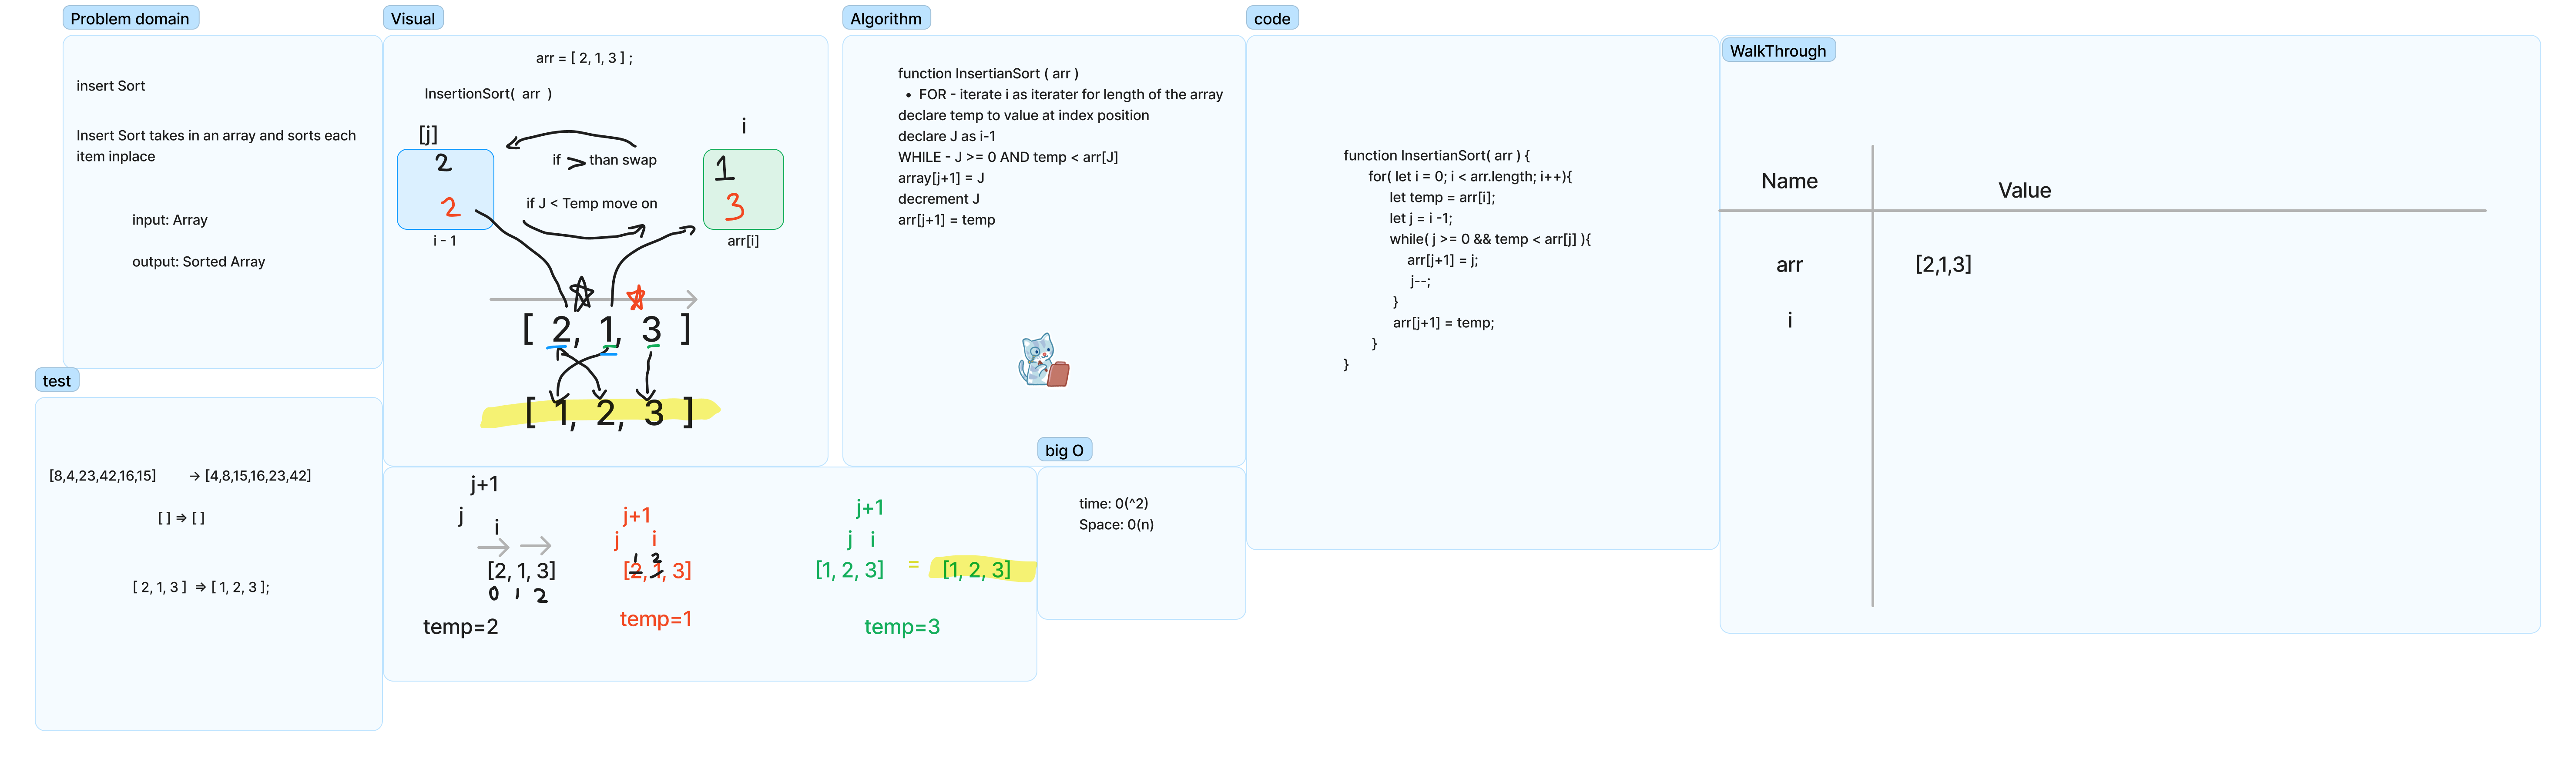 Problem domain
insert Sort
Insert Sort takes in an array and sorts each
item inplace
input: Array
output: Sorted Array
test
[8,4,23,42,16,15] → [4,8,15,16,23,42]
[ ] ⇒ [ ]
[ 2, 1, 3 ] ⇒ [ 1, 2, 3 ];
Visual
arr = [ 2, 1, 3 ] ;
InsertionSort( arr )
[j]
i
2
if > than swap
1
2
if J < Temp move on
3
i - 1
arr[i]
[ 2, 1, 3 ]
[ 1, 2, 3 ]
j+1
j
i
[2, 1, 3]
0 1 2
temp=2
j+1
j i
1 2
[2, 1, 3]
temp=1
j+1
j i
[1, 2, 3] = [1, 2, 3]
temp=3
Algorithm
function InsertianSort ( arr )
• FOR - iterate i as iterater for length of the array
declare temp to value at index position
declare J as i-1
WHILE - J >= 0 AND temp < arr[J]
array[j+1] = J
decrement J
arr[j+1] = temp
big O
time: 0(^2)
Space: 0(n)
code
function InsertianSort( arr ) {
for( let i = 0; i < arr.length; i++){
let temp = arr[i];
let j = i -1;
while( j >= 0 && temp < arr[j] ){
arr[j+1] = j;
j--;
}
arr[j+1] = temp;
}
}
WalkThrough
Name Value
arr [2,1,3]
i